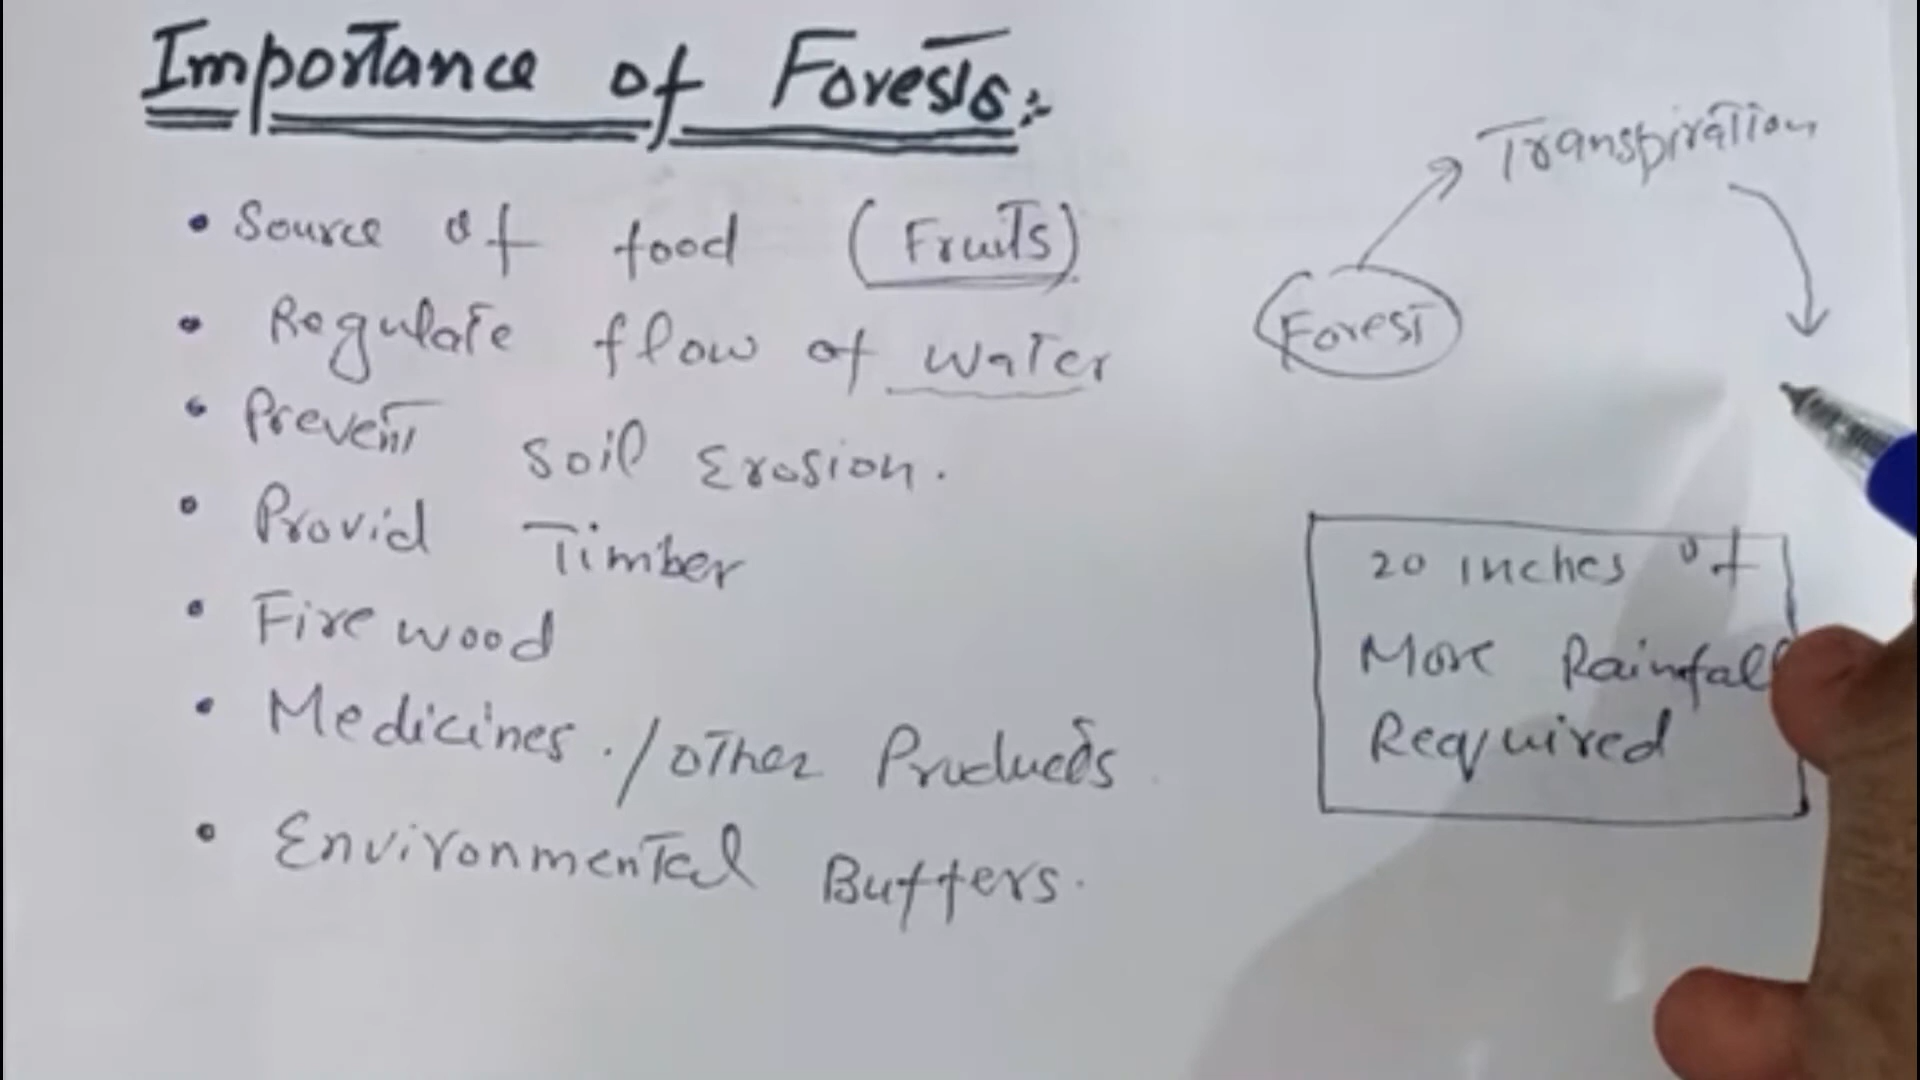 Importance of Forests:-
• Source of food (Fruits)
• Regulate flow of water
• Prevent Soil Erosion.
• Provid Timber
• Fire wood
• Medicines./other Products
• Environmental Buffers.
Transpiration
Forest
20 inches of
More Rainfall
Required